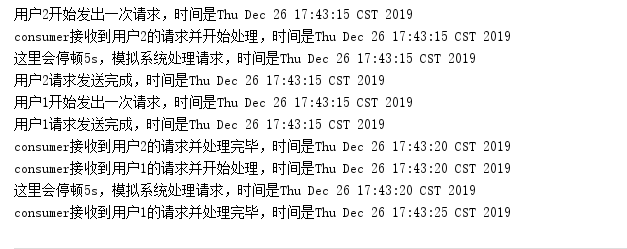 用户2开始发出一次请求，时间是Thu Dec 26 17:43:15 CST 2019
consumer接收到用户2的请求并开始处理，时间是Thu Dec 26 17:43:15 CST 2019
这里会停顿5s，模拟系统处理请求，时间是Thu Dec 26 17:43:15 CST 2019
用户2请求发送完成，时间是Thu Dec 26 17:43:15 CST 2019
用户1开始发出一次请求，时间是Thu Dec 26 17:43:15 CST 2019
用户1请求发送完成，时间是Thu Dec 26 17:43:15 CST 2019
consumer接收到用户2的请求并处理完毕，时间是Thu Dec 26 17:43:20 CST 2019
consumer接收到用户1的请求并开始处理，时间是Thu Dec 26 17:43:20 CST 2019
这里会停顿5s，模拟系统处理请求，时间是Thu Dec 26 17:43:20 CST 2019
consumer接收到用户1的请求并处理完毕，时间是Thu Dec 26 17:43:25 CST 2019